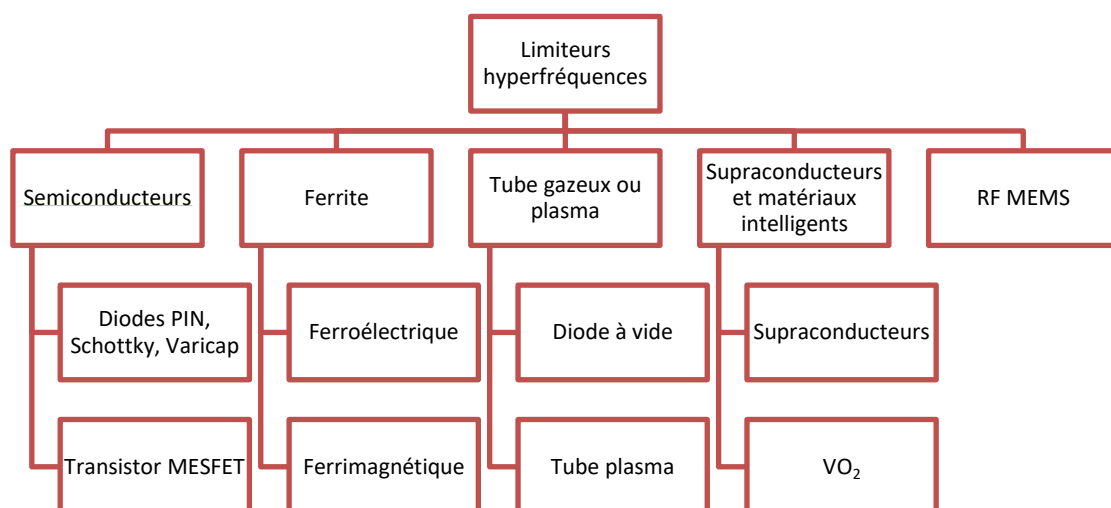 Limiteurs
hyperfréquences
Semiconducteurs
Ferrite
Tube gazeux ou
plasma
Supraconducteurs
et matériaux
intelligents
RF MEMS
Diodes PIN,
Schottky, Varicap
Ferroélectrique
Diode à vide
Supraconducteurs
Transistor MESFET
Ferrimagnétique
Tube plasma
VO₂